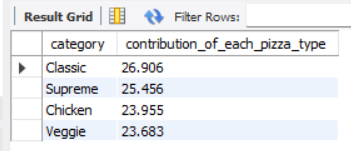 Result Grid Filter Rows:
category contribution_of_each_pizza_type
Classic 26.906
Supreme 25.456
Chicken 23.955
Veggie 23.683